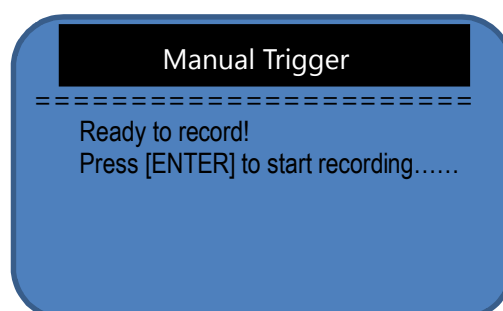 Manual Trigger
=======================
Ready to record!
Press [ENTER] to start recording……